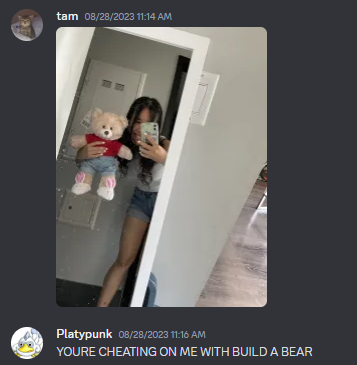 tam 08/28/2023 11:14 AM
Platypunk 08/28/2023 11:16 AM
YOURE CHEATING ON ME WITH BUILD A BEAR